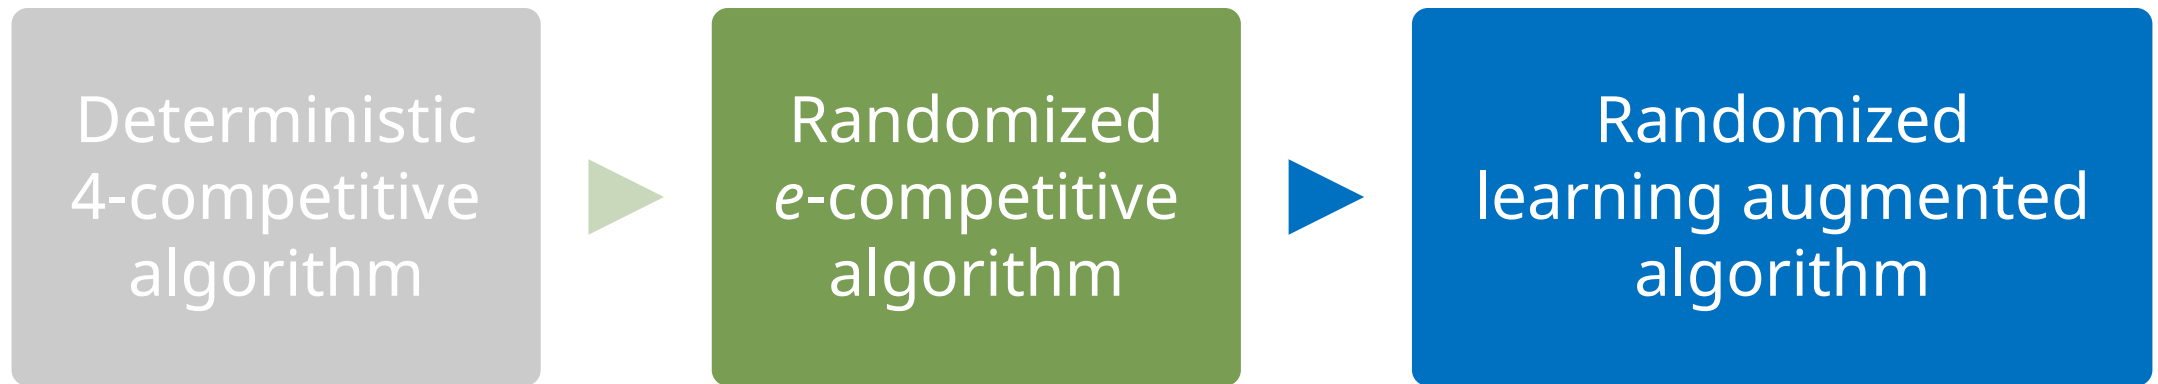 Deterministic
4-competitive
algorithm
Randomized
e-competitive
algorithm
Randomized
learning augmented
algorithm